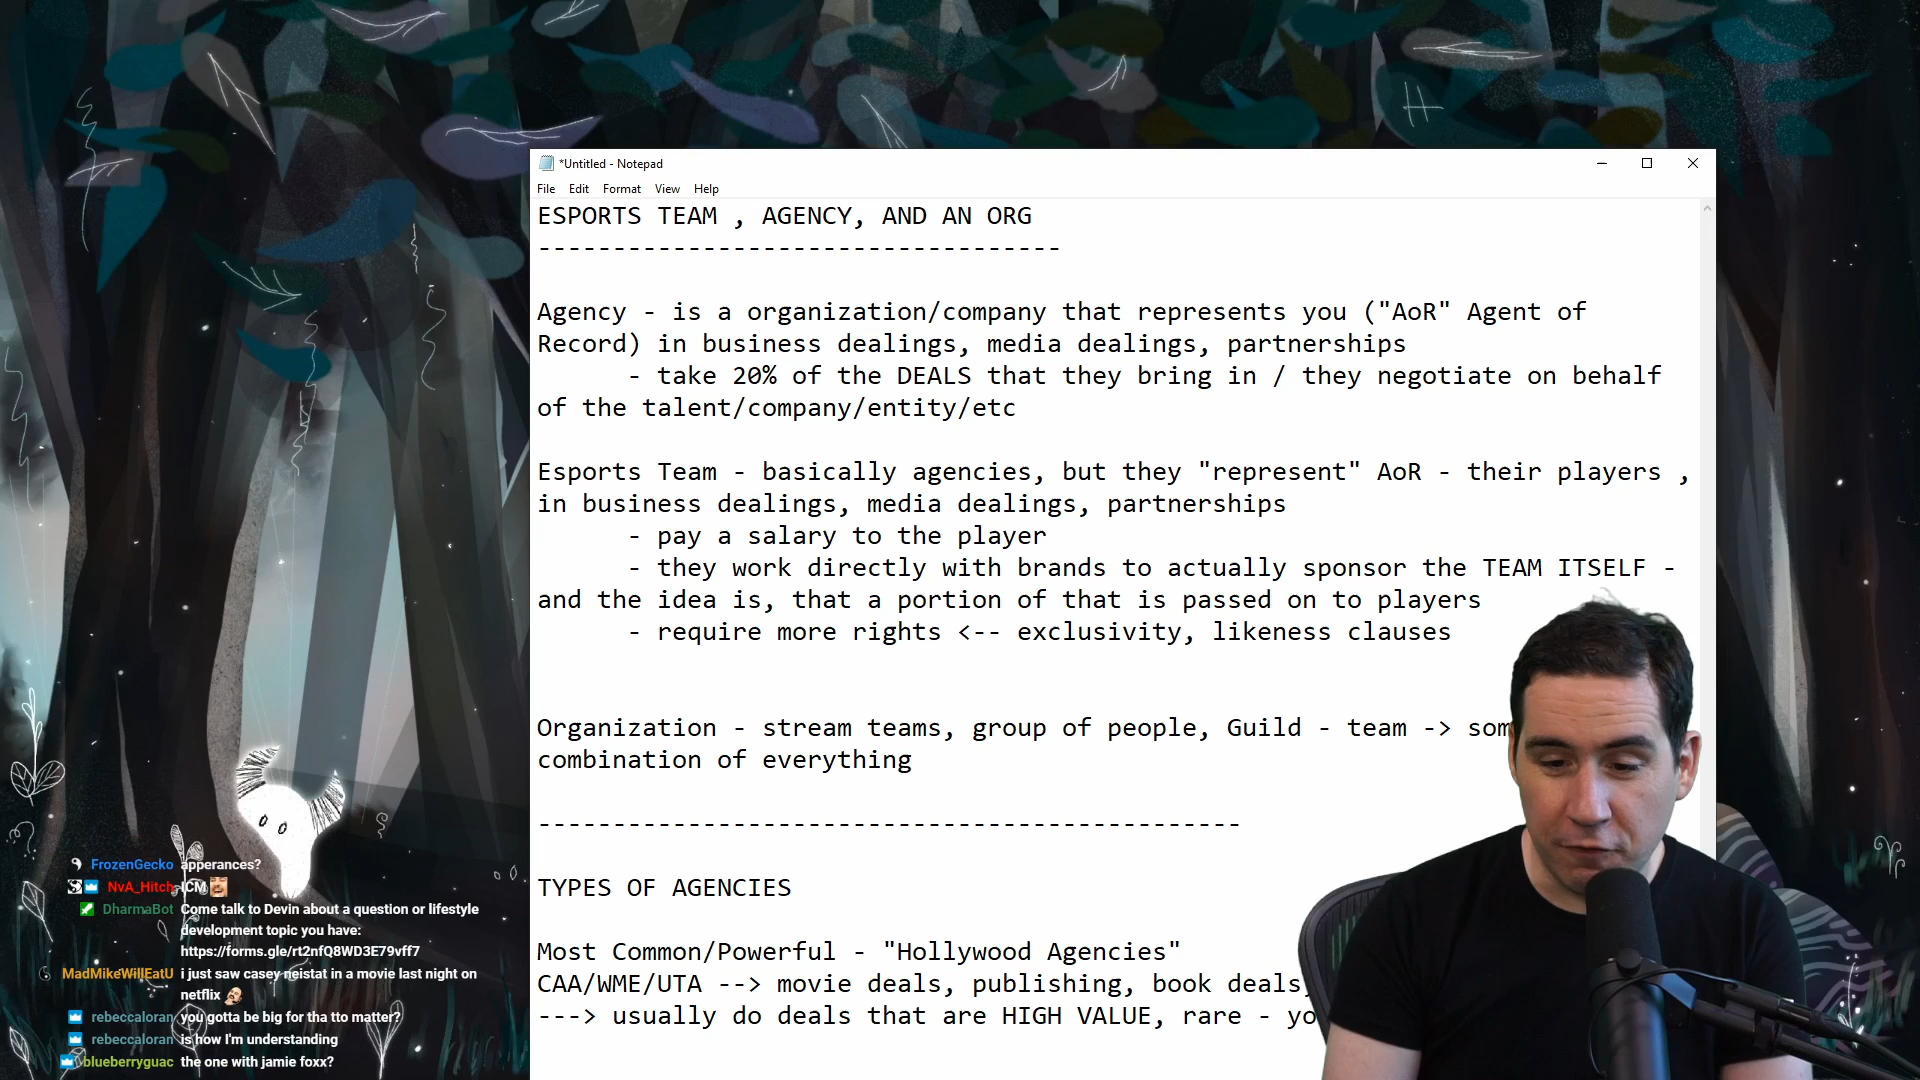 *Untitled - Notepad
File Edit Format View Help
ESPORTS TEAM , AGENCY, AND AN ORG
-----------------------------------
Agency - is a organization/company that represents you ("AoR" Agent of
Record) in business dealings, media dealings, partnerships
- take 20% of the DEALS that they bring in / they negotiate on behalf
of the talent/company/entity/etc
Esports Team - basically agencies, but they "represent" AoR - their players ,
in business dealings, media dealings, partnerships
- pay a salary to the player
- they work directly with brands to actually sponsor the TEAM ITSELF -
and the idea is, that a portion of that is passed on to players
- require more rights <-- exclusivity, likeness clauses
Organization - stream teams, group of people, Guild - team -> som
combination of everything
-----------------------------------------------
TYPES OF AGENCIES
Most Common/Powerful - "Hollywood Agencies"
CAA/WME/UTA --> movie deals, publishing, book deals,
---> usually do deals that are HIGH VALUE, rare - yo
FrozenGecko apperances?
NvA_Hitch ICM
DharmaBot Come talk to Devin about a question or lifestyle
development topic you have:
https://forms.gle/rt2nfQ8WD3E79vff7
MadMikeWillEatU i just saw casey neistat in a movie last night on
netflix
rebeccaloran you gotta be big for tha tto matter?
rebeccaloran is how I'm understanding
blueberryguac the one with jamie foxx?